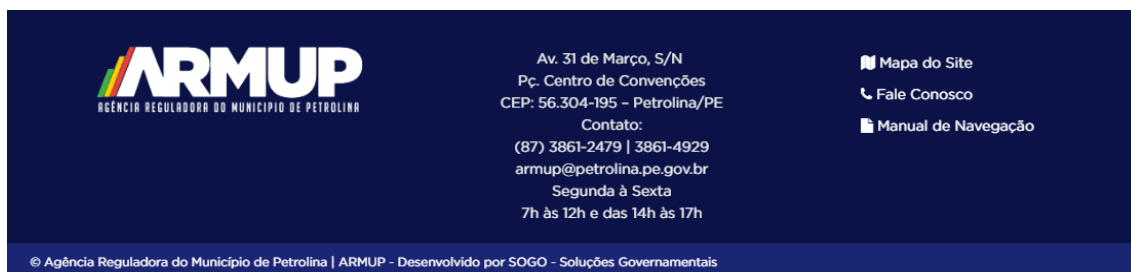 ARMUP
AGÊNCIA REGULADORA DO MUNICIPIO DE PETROLINA
Av. 31 de Março, S/N
Pç. Centro de Convenções
CEP: 56.304-195 – Petrolina/PE
Contato:
(87) 3861-2479 | 3861-4929
armup@petrolina.pe.gov.br
Segunda à Sexta
7h às 12h e das 14h às 17h
Mapa do Site
Fale Conosco
Manual de Navegação
© Agência Reguladora do Município de Petrolina | ARMUP - Desenvolvido por SOGO - Soluções Governamentais